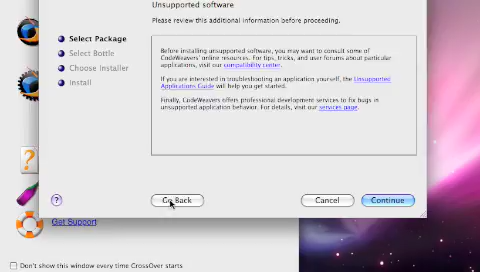 Unsupported software
Please review this additional information before proceeding.
Select Package
Select Bottle
Choose Installer
Install
Before installing unsupported software, you may want to consult some of
CodeWeavers' online resources. For tips, tricks, and user forums about particular
applications, visit our compatibility center.
If you are interested in troubleshooting an application yourself, the Unsupported
Applications Guide will help you get started.
Finally, CodeWeavers offers professional development services to fix bugs in
unsupported application behavior. For details, visit our services page.
?
Go Back
Cancel
Continue
?
Get Support
Don't show this window every time CrossOver starts